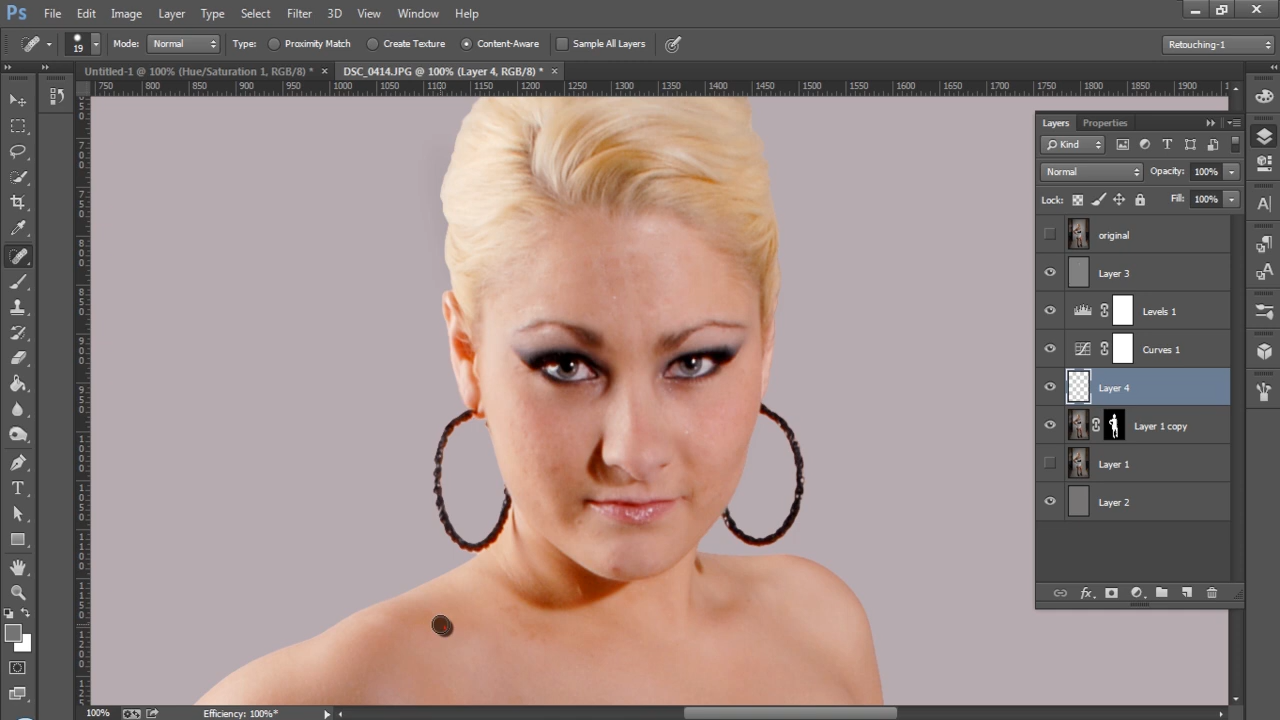 Ps File Edit Image Layer Type Select Filter 3D View Window Help
19 Mode: Normal Type: Proximity Match Create Texture Content-Aware Sample All Layers Retouching-1
Untitled-1 @ 100% (Hue/Saturation 1, RGB/8) * × DSC_0414.JPG @ 100% (Layer 4, RGB/8) * ×
750 800 850 900 950 1000 1050 1100 1150 1200 1250 1300 1350 1400 1450 1500 1550 1600 1650 1700 1750 1800 1850 1900
Layers Properties
Kind
Normal Opacity: 100%
Lock: Fill: 100%
original
Layer 3
Levels 1
Curves 1
Layer 4
Layer 1 copy
Layer 1
Layer 2
fx
100% Efficiency: 100%*